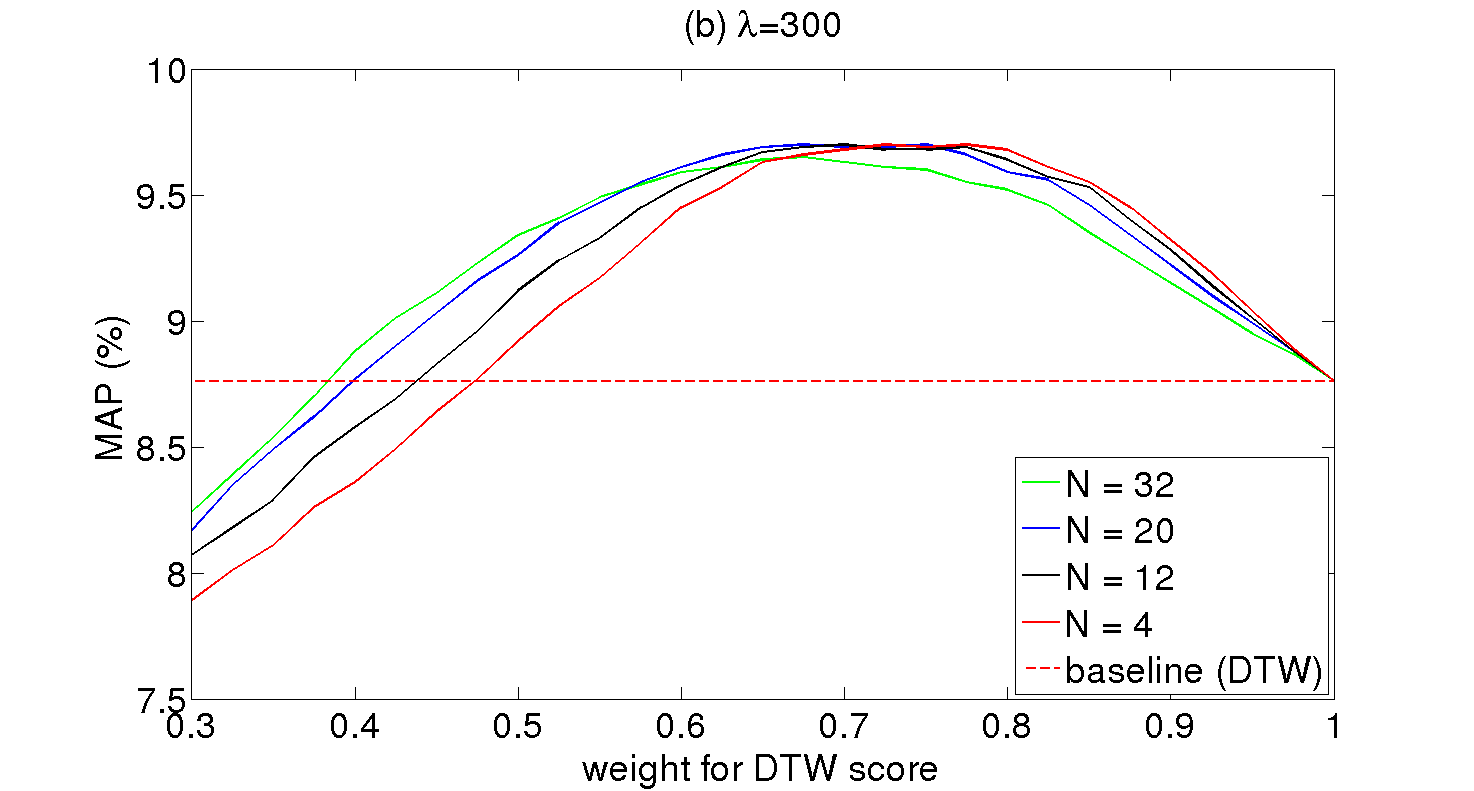 (b) λ=300
10
9.5
9
8.5
8
7.5
MAP (%)
0.3 0.4 0.5 0.6 0.7 0.8 0.9 1
weight for DTW score
N = 32
N = 20
N = 12
N = 4
baseline (DTW)